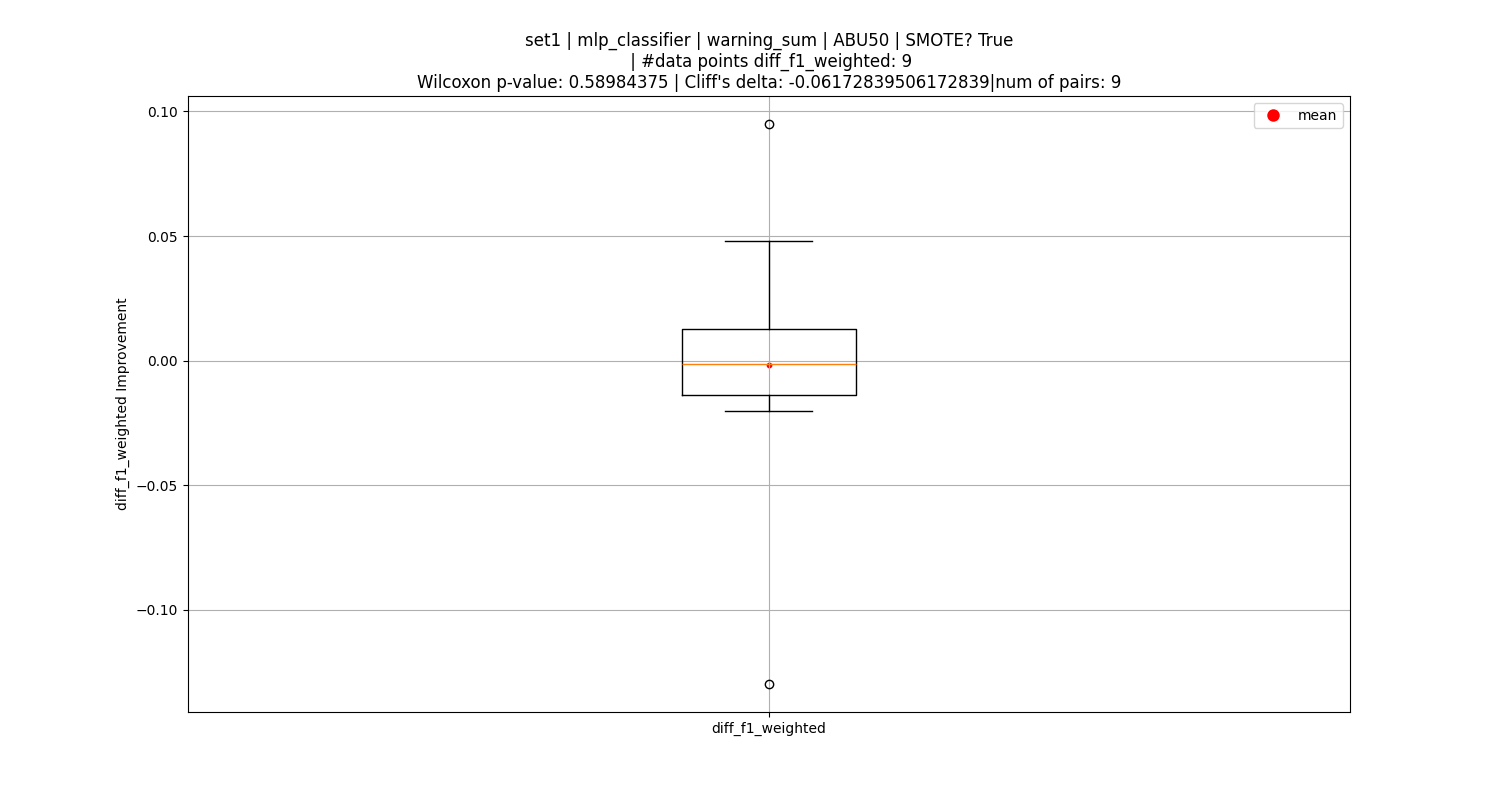 set1 | mlp_classifier | warning_sum | ABU50 | SMOTE? True
| #data points diff_f1_weighted: 9
Wilcoxon p-value: 0.58984375 | Cliff's delta: -0.06172839506172839|num of pairs: 9
mean
0.10
0.05
0.00
−0.05
−0.10
diff_f1_weighted Improvement
diff_f1_weighted